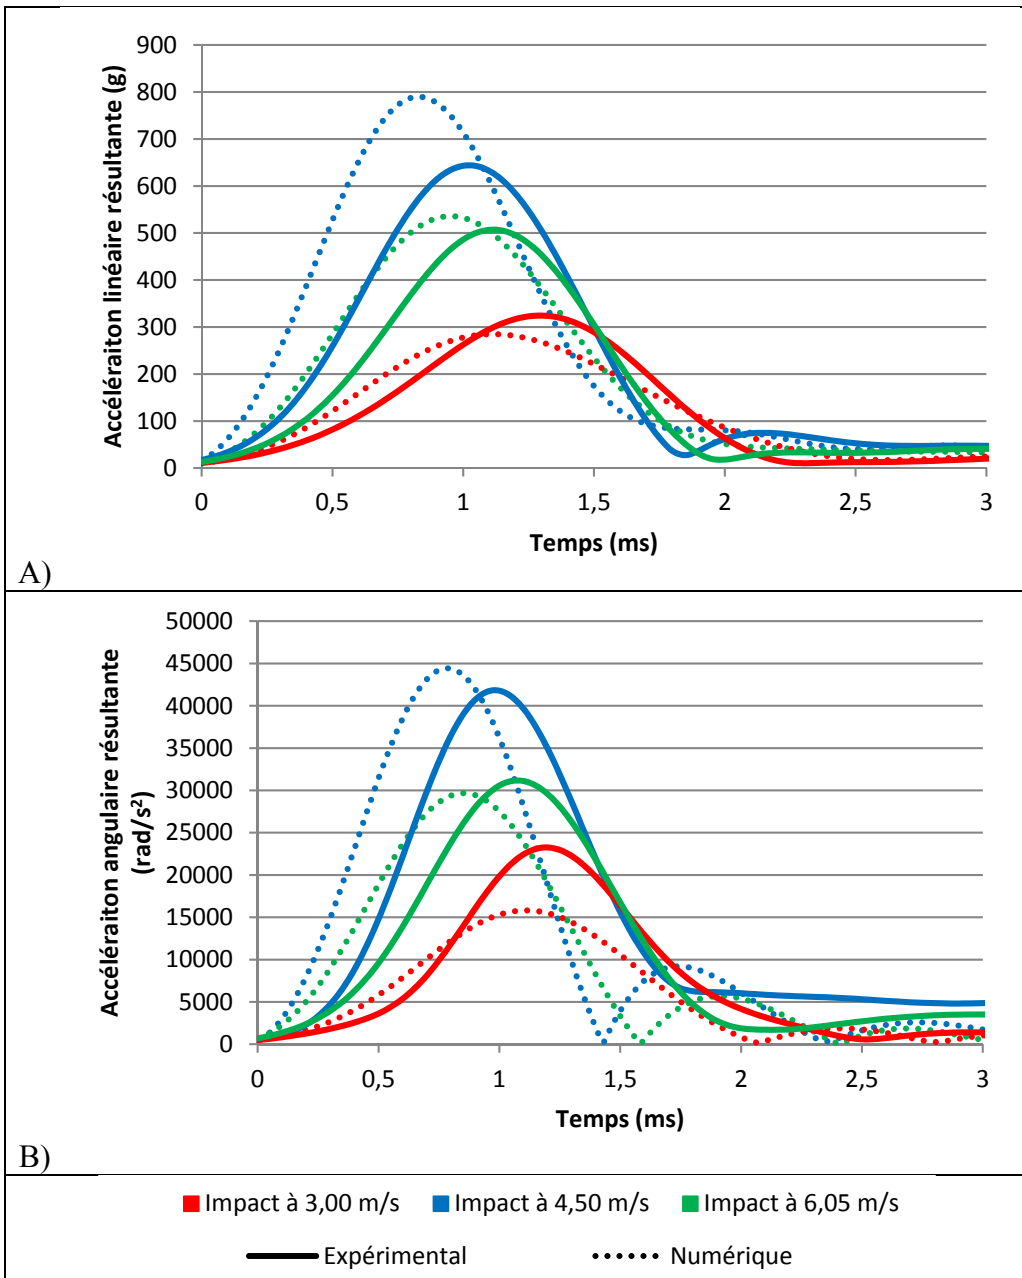 900
800
700
600
500
400
300
200
100
0
Accéléraiton linéaire résultante (g)
0 0,5 1 1,5 2 2,5 3
Temps (ms)
A)
50000
45000
40000
35000
30000
25000
20000
15000
10000
5000
0
Accéléraiton angulaire résultante
(rad/s²)
0 0,5 1 1,5 2 2,5 3
Temps (ms)
B)
Impact à 3,00 m/s Impact à 4,50 m/s Impact à 6,05 m/s
Expérimental Numérique